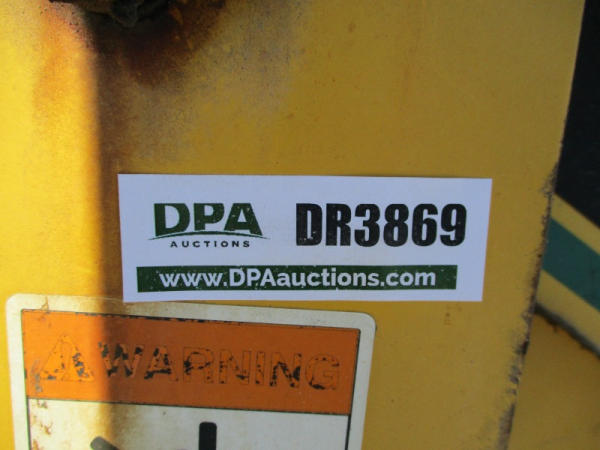 DPA
AUCTIONS
DR3869
www.DPAauctions.com
WARNING